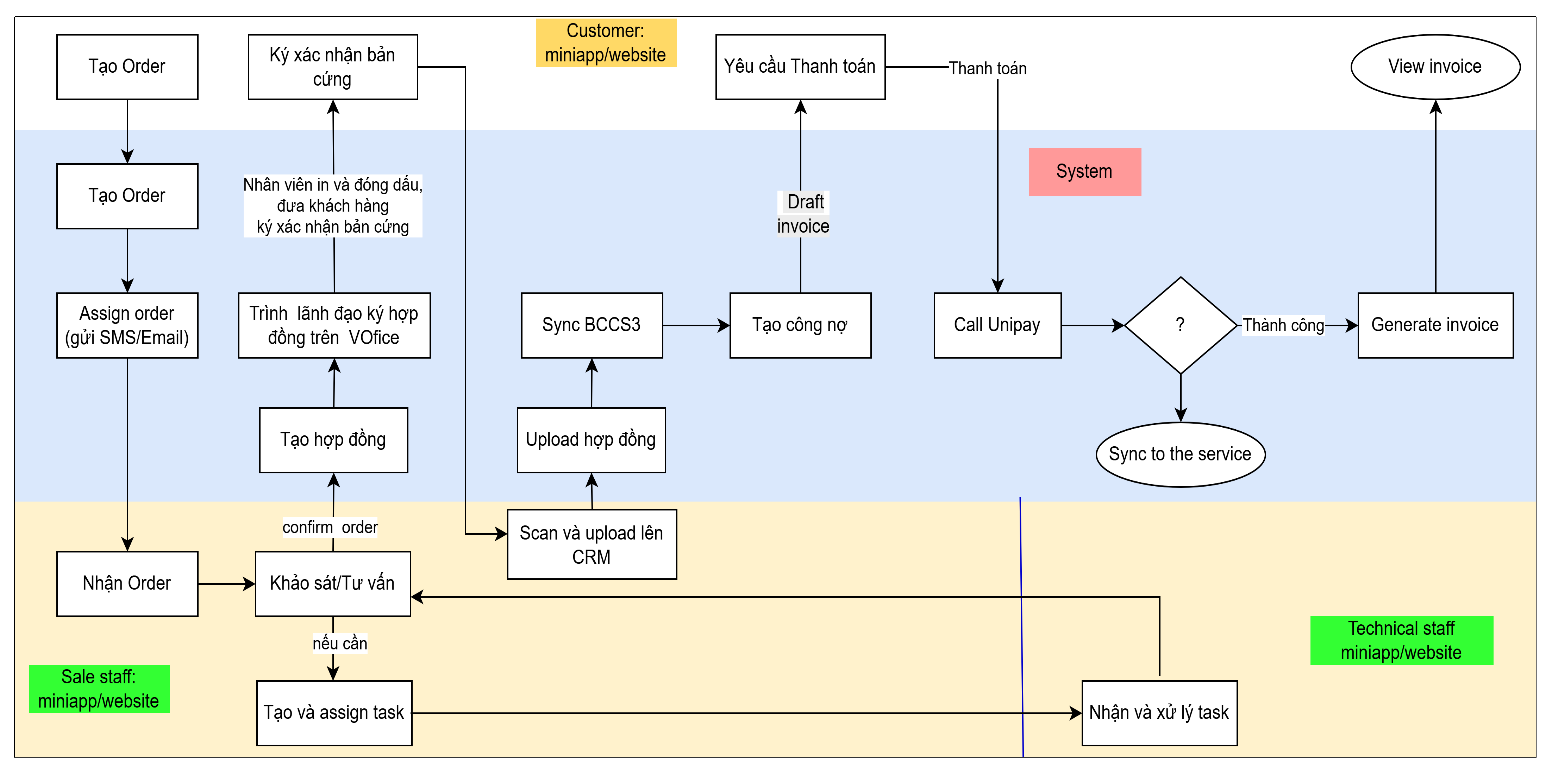 Customer:
miniapp/website
Tạo Order
Ký xác nhận bản
cứng
Yêu cầu Thanh toán
Thanh toán
View invoice
System
Tạo Order
Nhân viên in và đóng dấu,
đưa khách hàng
ký xác nhận bản cứng
Draft
invoice
Assign order
(gửi SMS/Email)
Trình lãnh đạo ký hợp
đồng trên VOfice
Sync BCCS3
Tạo công nợ
Call Unipay
?
Thành công
Generate invoice
Tạo hợp đồng
Upload hợp đồng
Sync to the service
confirm order
Scan và upload lên
CRM
Nhận Order
Khảo sát/Tư vấn
nếu cần
Technical staff
miniapp/website
Sale staff:
miniapp/website
Tạo và assign task
Nhận và xử lý task